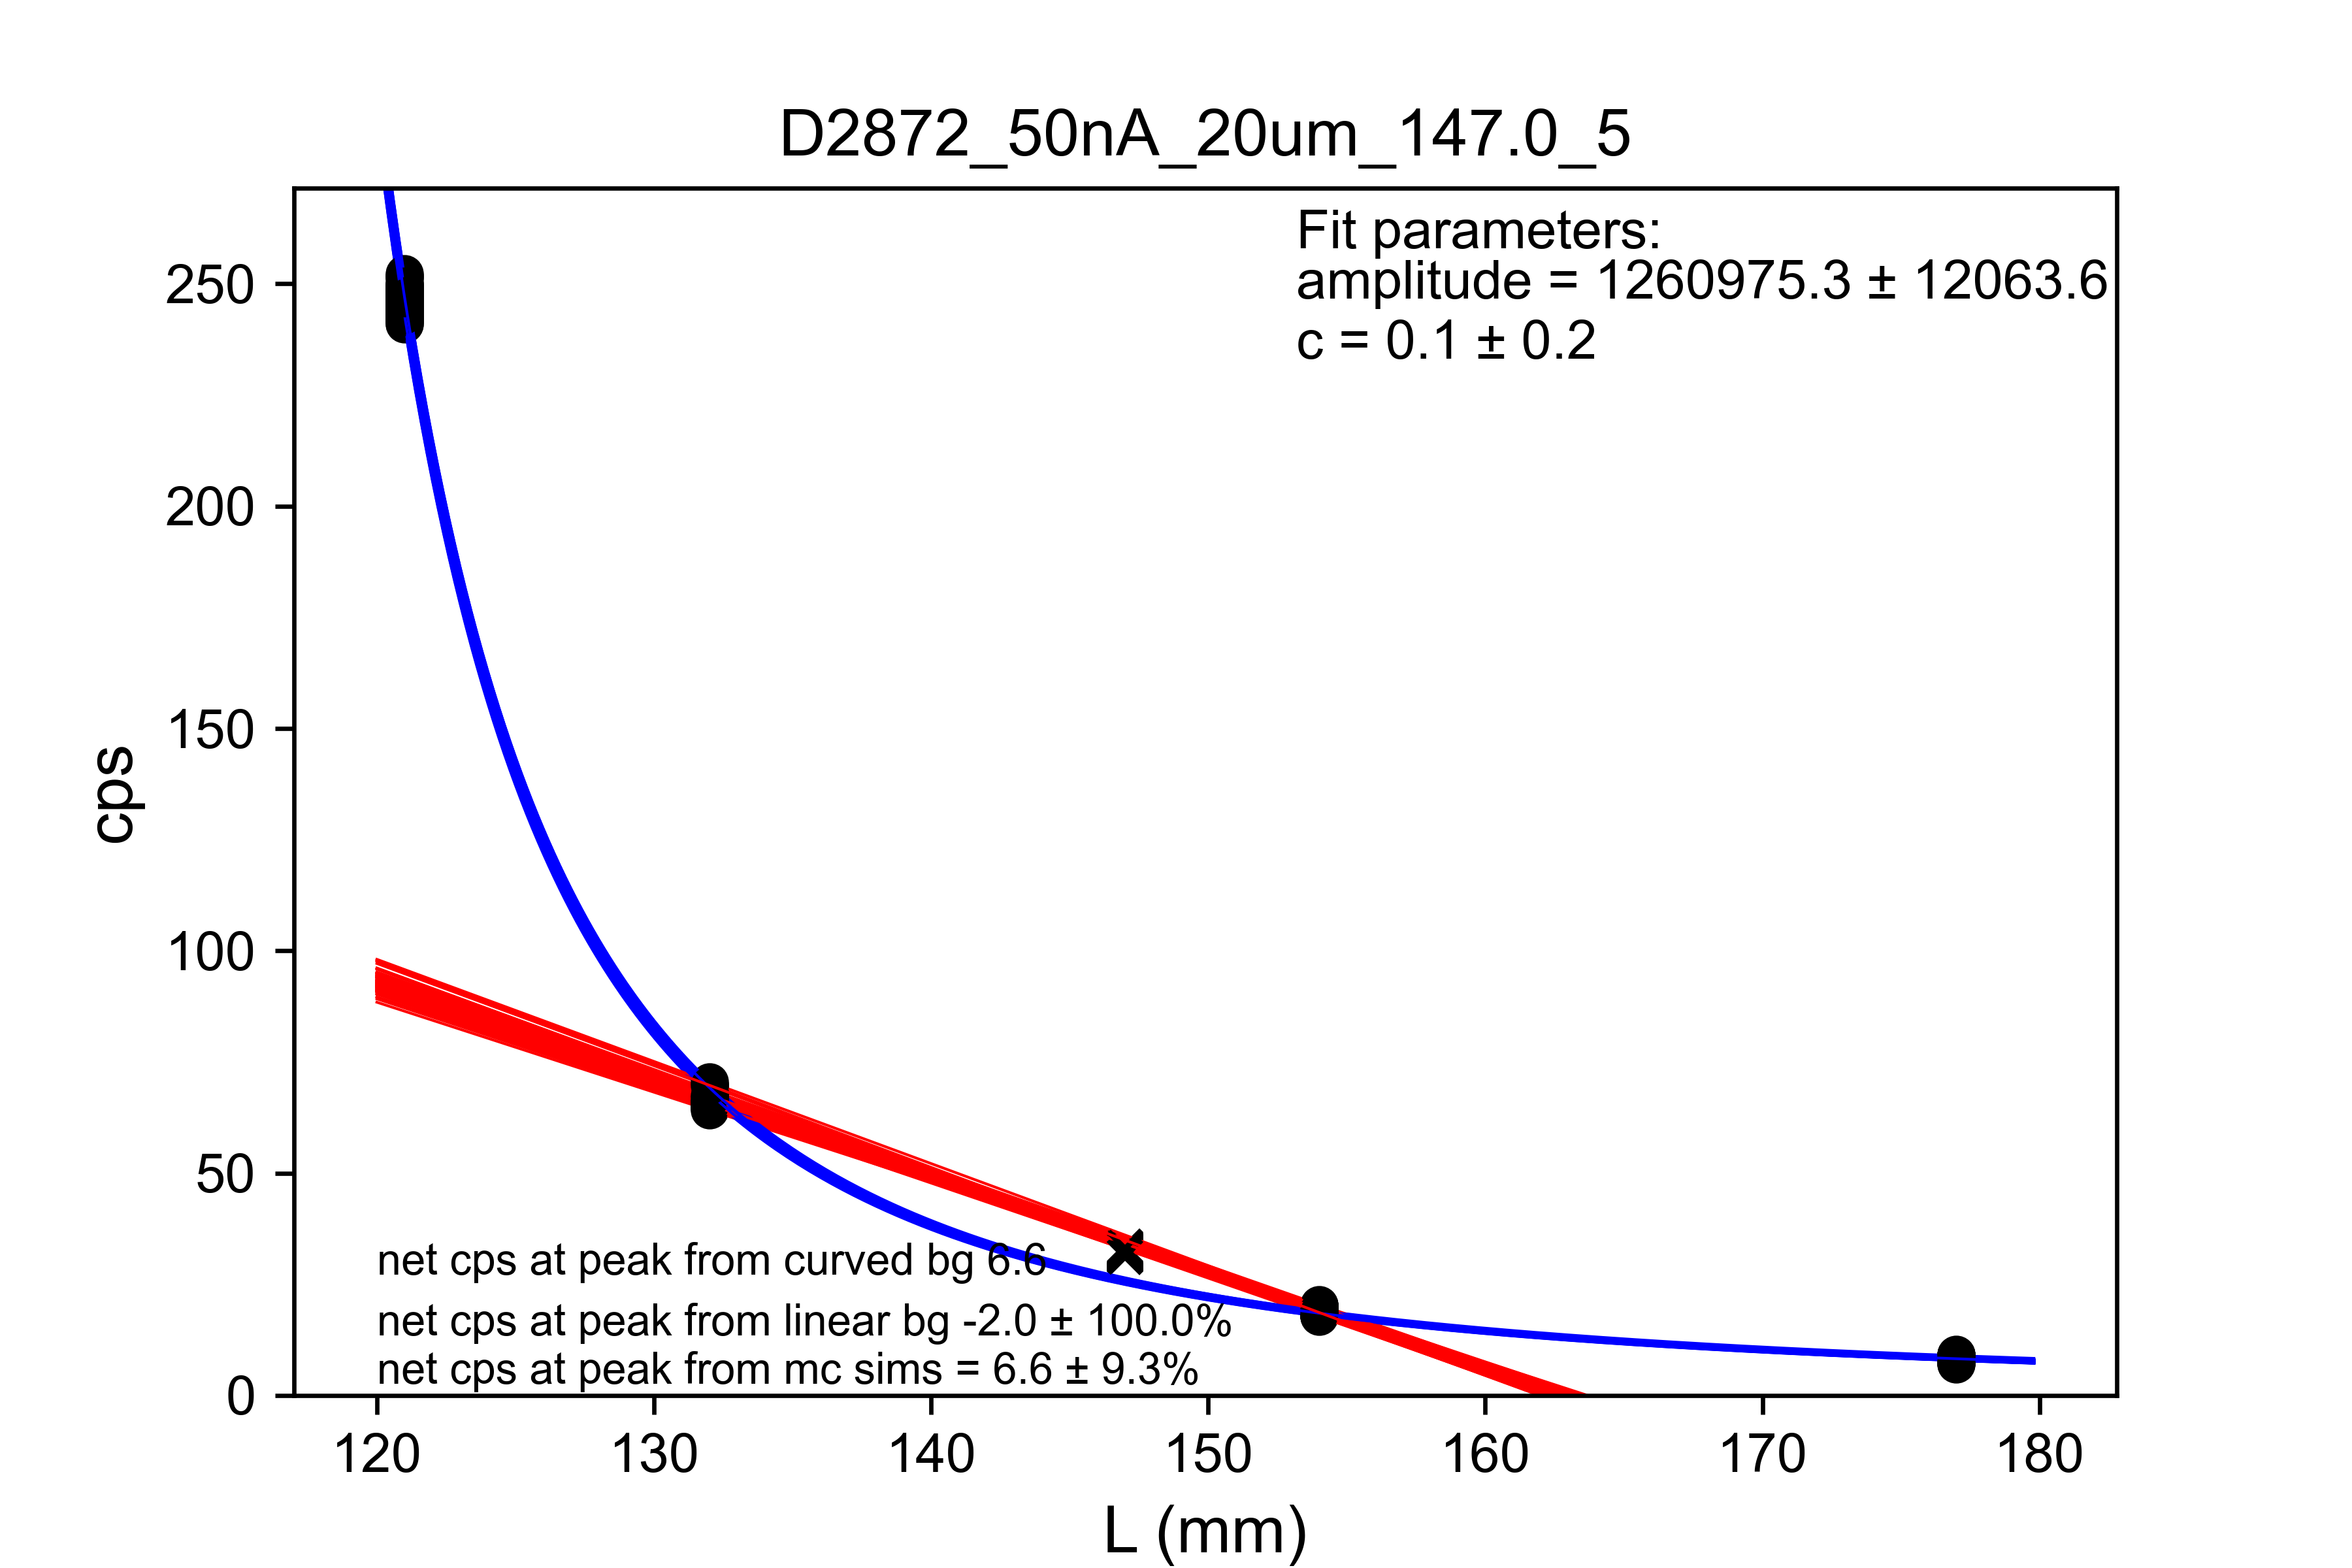 D2872_50nA_20um_147.0_5
Fit parameters:
amplitude = 1260975.3 ± 12063.6
c = 0.1 ± 0.2
250
200
150
100
50
0
cps
net cps at peak from curved bg 6.6
net cps at peak from linear bg -2.0 ± 100.0%
net cps at peak from mc sims = 6.6 ± 9.3%
120 130 140 150 160 170 180
L (mm)